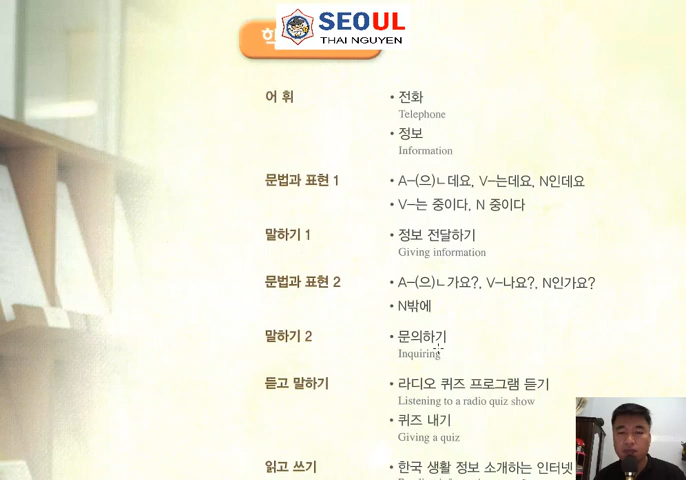 SEOUL
THAI NGUYEN
어 휘
• 전화
Telephone
• 정보
Information
문법과 표현 1
• A-(으)ㄴ데요, V-는데요, N인데요
• V-는 중이다, N 중이다
말하기 1
• 정보 전달하기
Giving information
문법과 표현 2
• A-(으)ㄴ가요?, V-나요?, N인가요?
• N밖에
말하기 2
• 문의하기
Inquiring
듣고 말하기
• 라디오 퀴즈 프로그램 듣기
Listening to a radio quiz show
• 퀴즈 내기
Giving a quiz
읽고 쓰기
• 한국 생활 정보 소개하는 인터넷